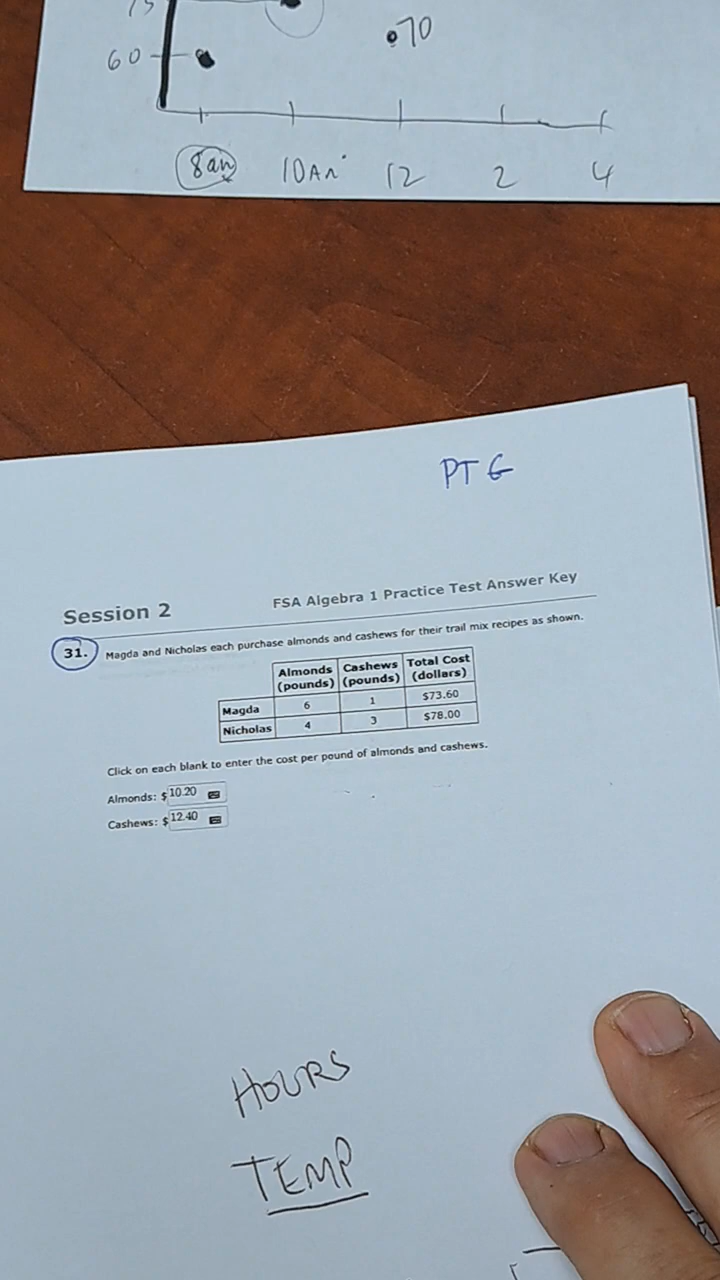 75
60 70
8am 10AM 12 2 4
PT G
Session 2 FSA Algebra 1 Practice Test Answer Key
31. Magda and Nicholas each purchase almonds and cashews for their trail mix recipes as shown.
Almonds (pounds) Cashews (pounds) Total Cost (dollars)
Magda 6 1 $73.60
Nicholas 4 3 $78.00
Click on each blank to enter the cost per pound of almonds and cashews.
Almonds: $ 10.20
Cashews: $ 12.40
HOURS
TEMP